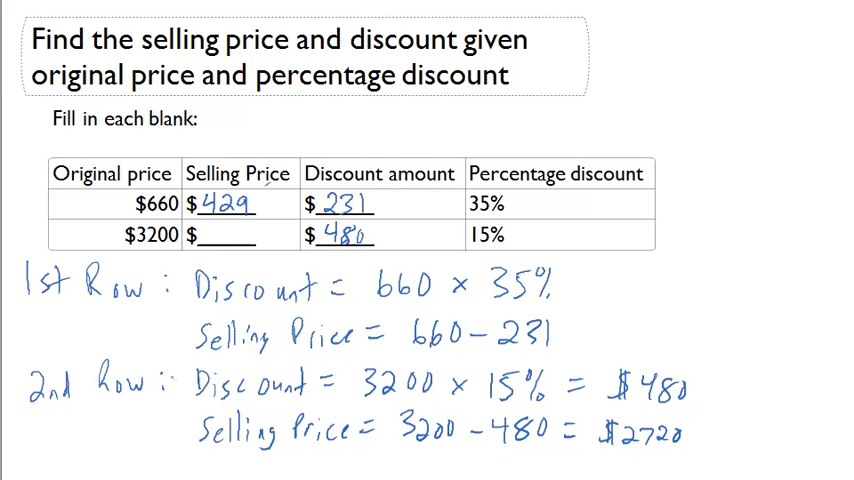 Find the selling price and discount given
original price and percentage discount
Fill in each blank:
Original price Selling Price Discount amount Percentage discount
$660 $429 $231 35%
$3200 $____ $480 15%
1st Row : Discount = 660 × 35%
Selling Price = 660 - 231
2nd Row : Discount = 3200 × 15% = $480
Selling Price = 3200 - 480 = $2720